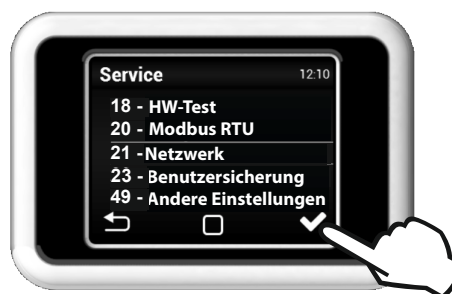 Service 12:10
18 - HW-Test
20 - Modbus RTU
21 -Netzwerk
23 - Benutzersicherung
49 - Andere Einstellungen